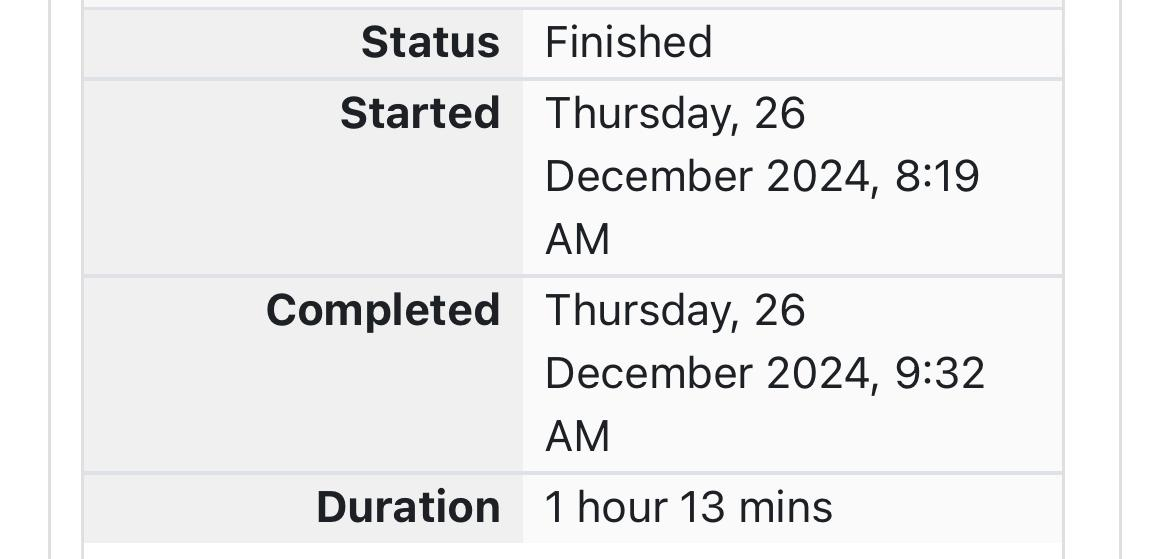 Status Finished
Started Thursday, 26
December 2024, 8:19
AM
Completed Thursday, 26
December 2024, 9:32
AM
Duration 1 hour 13 mins